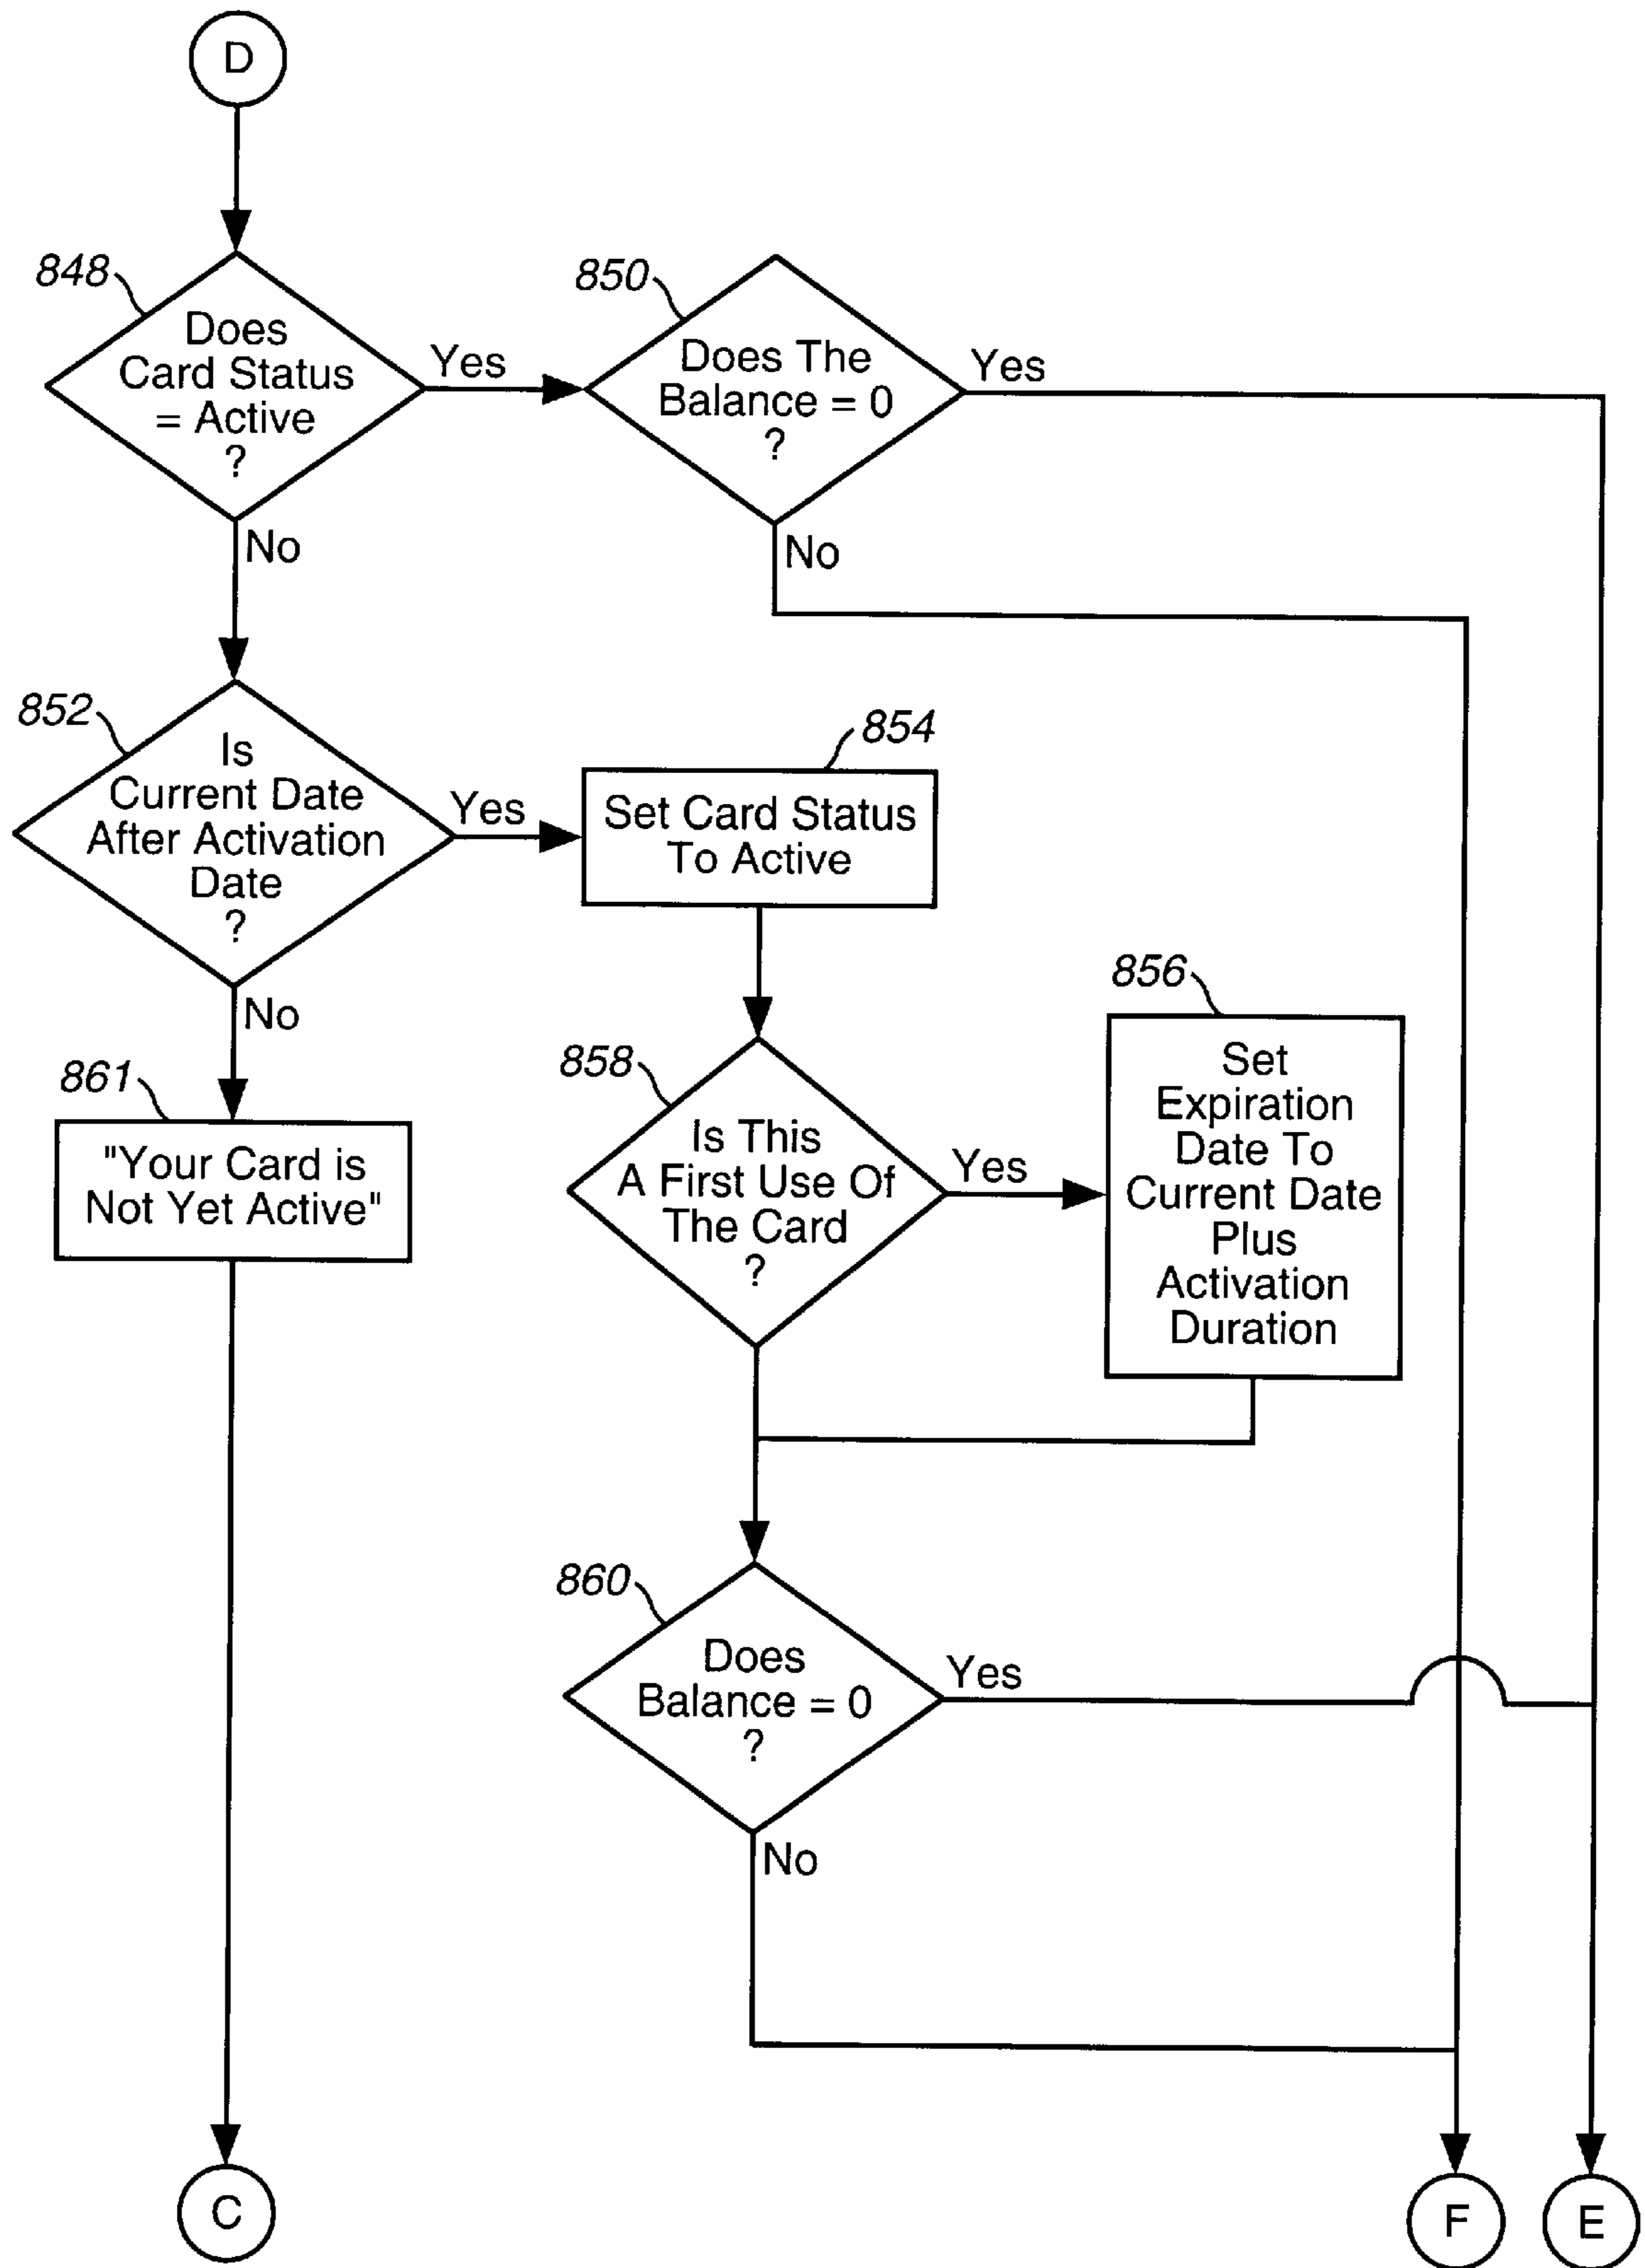 D
848
Does
Card Status
= Active
?
Yes
No
850
Does The
Balance = 0
?
Yes
No
852
Is
Current Date
After Activation
Date
?
Yes
No
854
Set Card Status
To Active
856
Set
Expiration
Date To
Current Date
Plus
Activation
Duration
858
Is This
A First Use Of
The Card
?
Yes
861
"Your Card is
Not Yet Active"
860
Does
Balance = 0
?
Yes
No
C
F
E